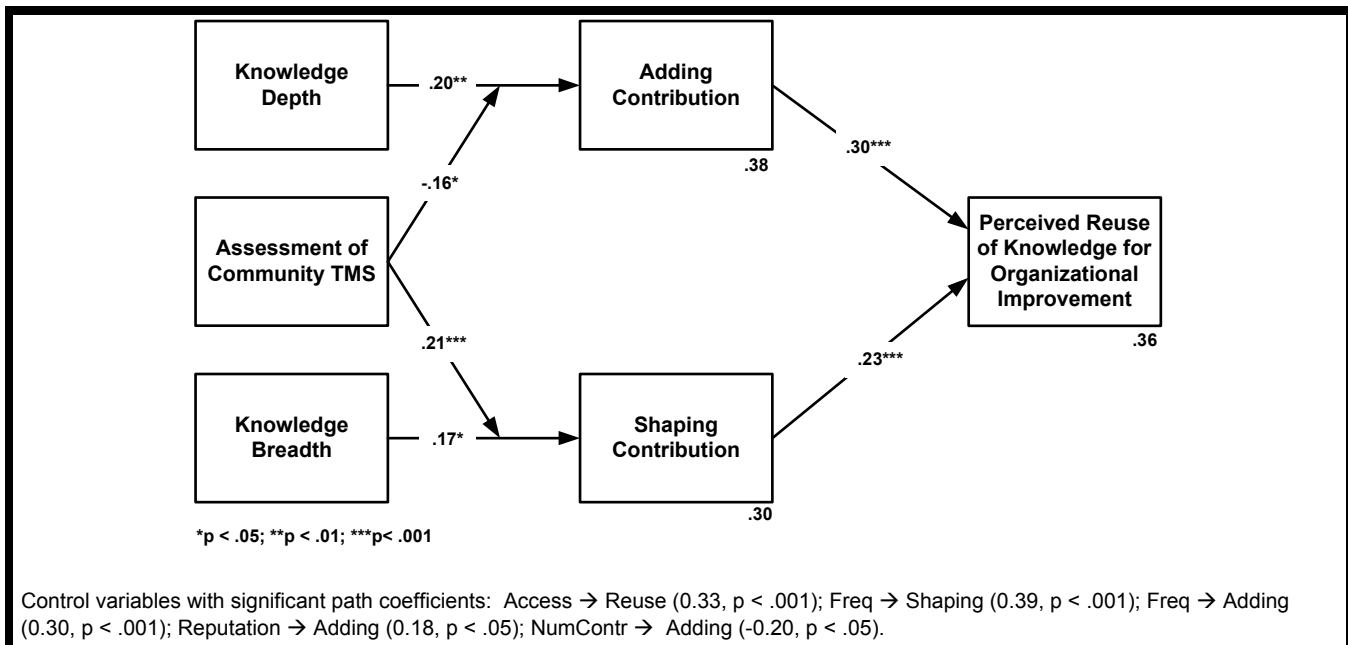 Knowledge
Depth
.20**
Adding
Contribution
.38
.30***
-.16*
Assessment of
Community TMS
Perceived Reuse
of Knowledge for
Organizational
Improvement
.36
.21***
.23***
Knowledge
Breadth
.17*
Shaping
Contribution
.30
*p < .05; **p < .01; ***p< .001
Control variables with significant path coefficients: Access → Reuse (0.33, p < .001); Freq → Shaping (0.39, p < .001); Freq → Adding
(0.30, p < .001); Reputation → Adding (0.18, p < .05); NumContr → Adding (-0.20, p < .05).